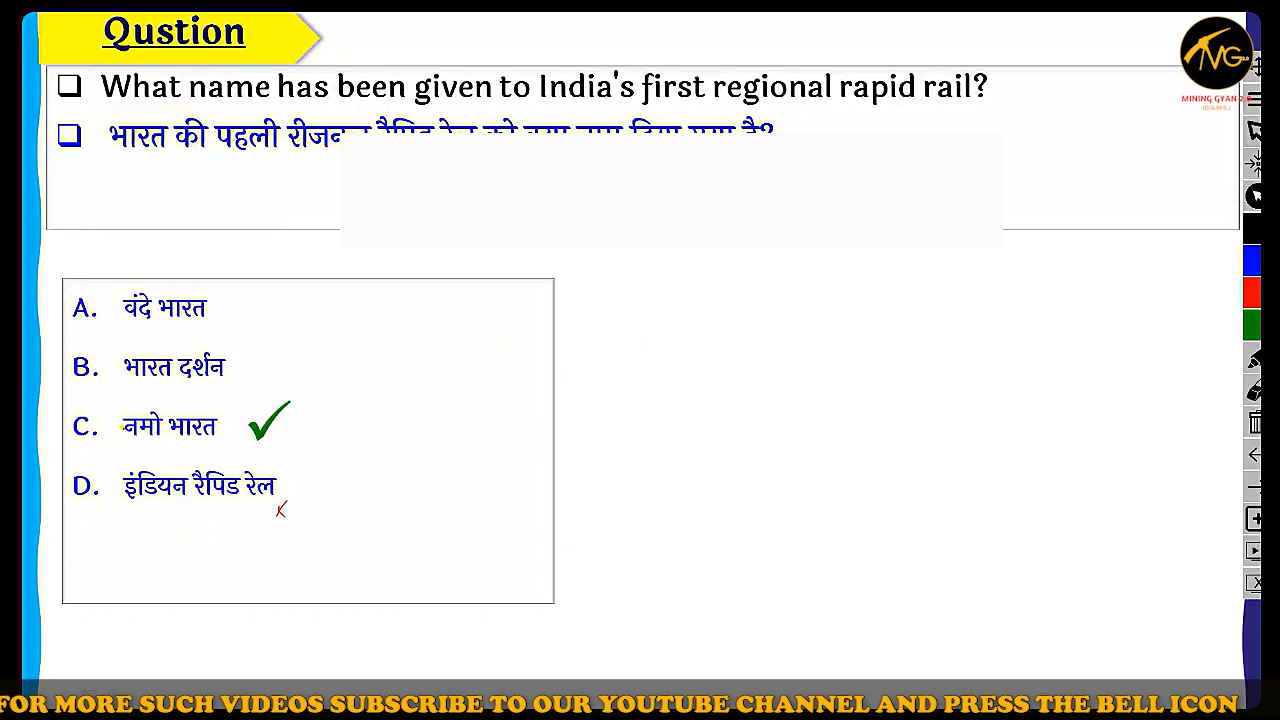 Qustion
What name has been given to India's first regional rapid rail?
भारत की पहली रीजनल रैपिड रेल को क्या नाम दिया गया है?
MINING GYAN 2.0
(D.G.M.S.)
A. वंदे भारत
B. भारत दर्शन
C. नमो भारत
D. इंडियन रैपिड रेल
FOR MORE SUCH VIDEOS SUBSCRIBE TO OUR YOUTUBE CHANNEL AND PRESS THE BELL ICON